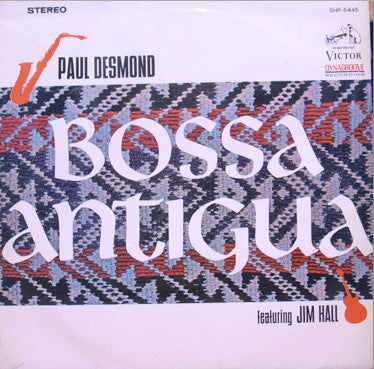 STEREO
SHP-5445
VICTOR
DYNAGROOVE
RECORDING
PAUL DESMOND
BOSSA
ANTIGUA
featuring JIM HALL